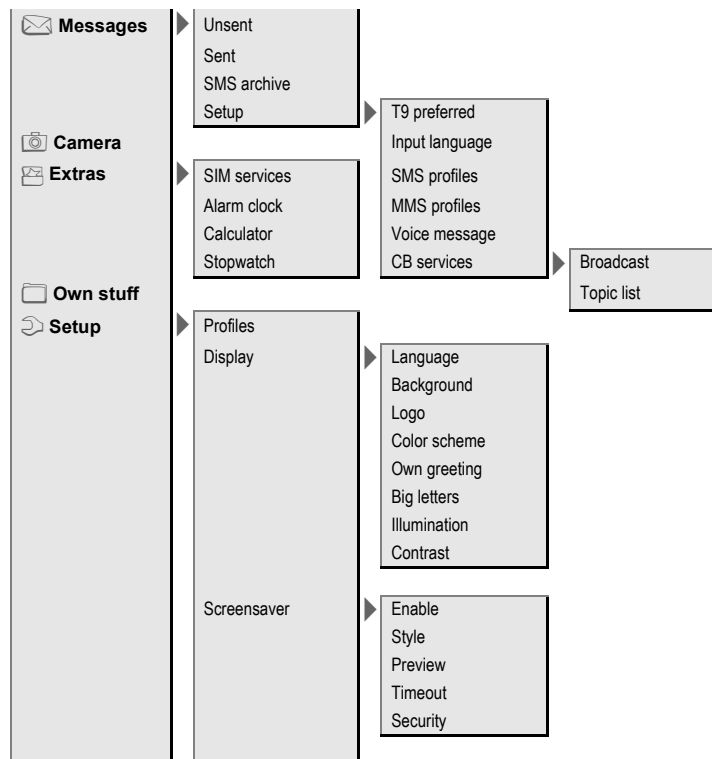 Messages
Unsent
Sent
SMS archive
Setup
T9 preferred
Input language
SMS profiles
MMS profiles
Voice message
CB services
Broadcast
Topic list
Camera
Extras
SIM services
Alarm clock
Calculator
Stopwatch
Own stuff
Setup
Profiles
Display
Language
Background
Logo
Color scheme
Own greeting
Big letters
Illumination
Contrast
Screensaver
Enable
Style
Preview
Timeout
Security